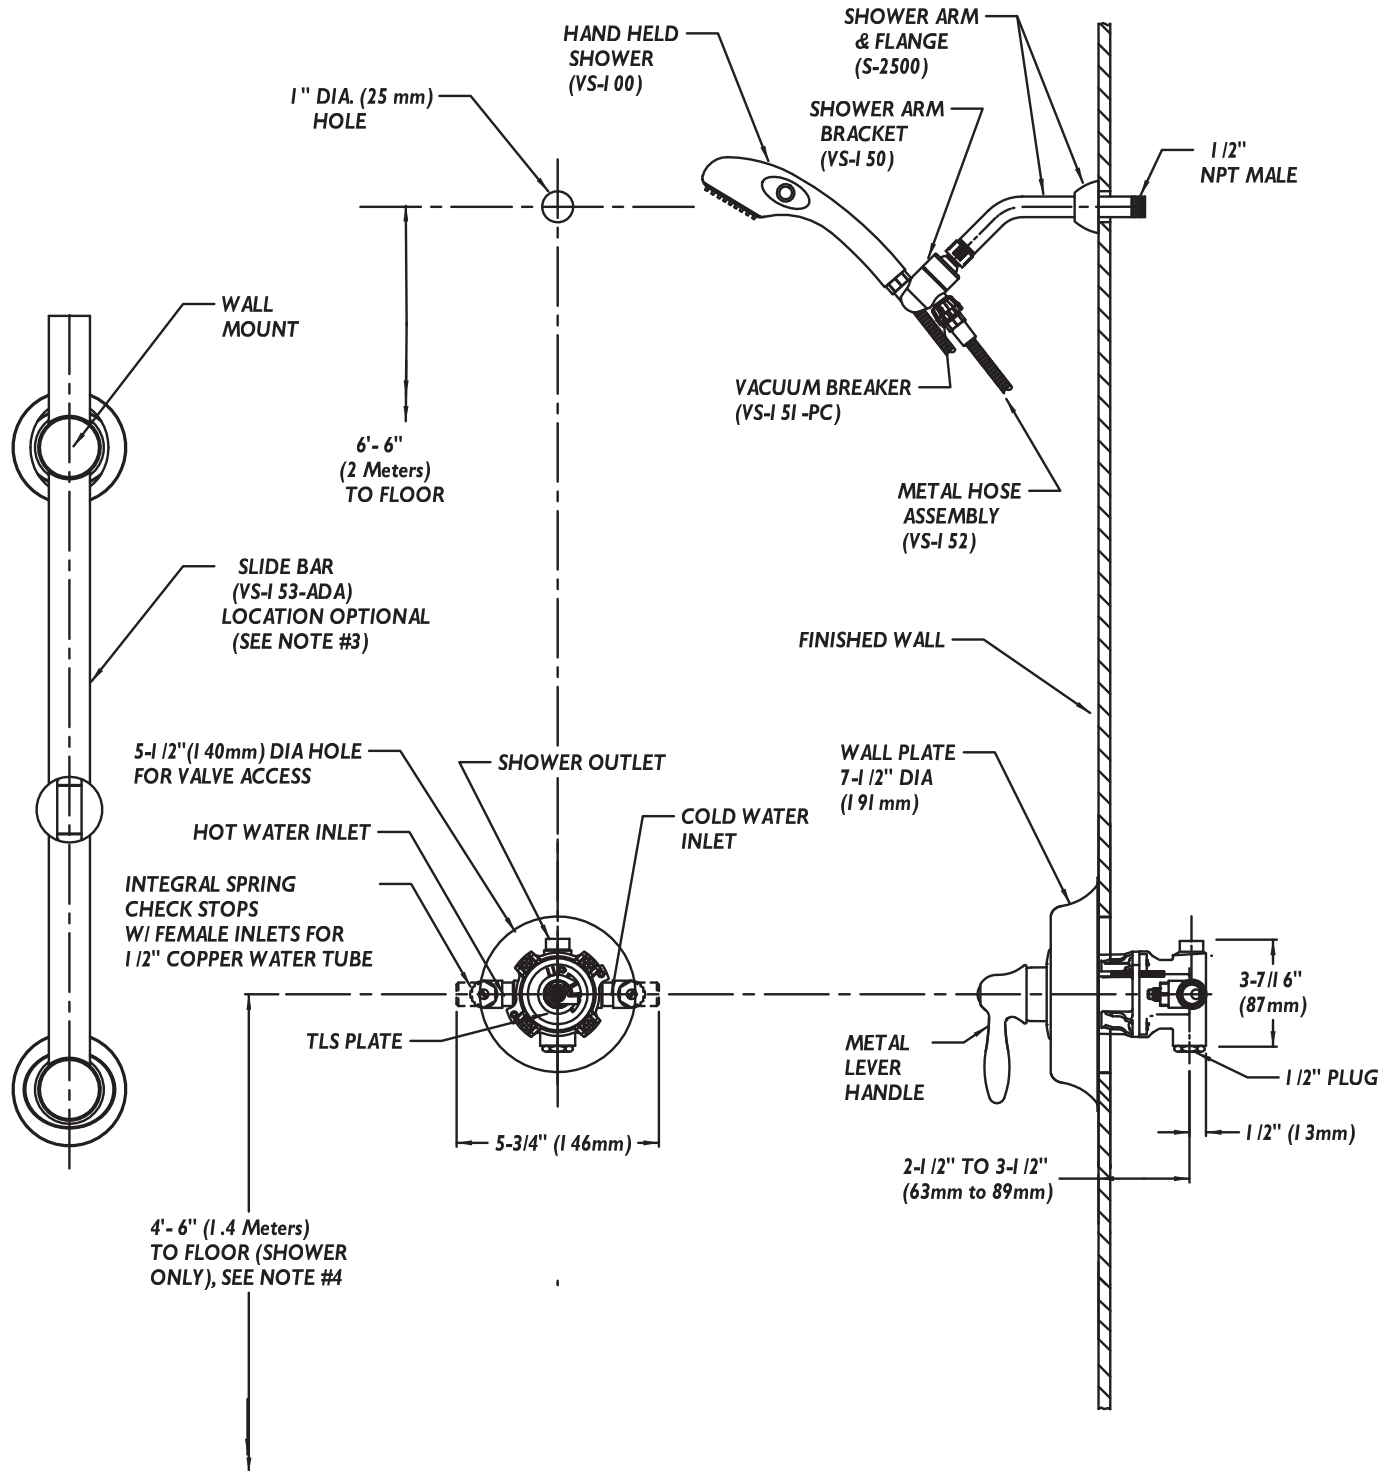 HAND HELD
SHOWER
(VS-100)
SHOWER ARM
& FLANGE
(S-2500)
1" DIA. (25 mm)
HOLE
SHOWER ARM
BRACKET
(VS-150)
1/2"
NPT MALE
WALL
MOUNT
VACUUM BREAKER
(VS-151-PC)
6'- 6"
(2 Meters)
TO FLOOR
METAL HOSE
ASSEMBLY
(VS-152)
SLIDE BAR
(VS-153-ADA)
LOCATION OPTIONAL
(SEE NOTE #3)
FINISHED WALL
5-1/2"(140mm) DIA HOLE
FOR VALVE ACCESS
SHOWER OUTLET
WALL PLATE
7-1/2" DIA
(191 mm)
HOT WATER INLET
COLD WATER
INLET
INTEGRAL SPRING
CHECK STOPS
W/ FEMALE INLETS FOR
1/2" COPPER WATER TUBE
UP
3-7/16"
(87mm)
TLS PLATE
METAL
LEVER
HANDLE
1/2" PLUG
5-3/4" (146mm)
1/2" (13mm)
2-1/2" TO 3-1/2"
(63mm to 89mm)
4'- 6" (1.4 Meters)
TO FLOOR (SHOWER
ONLY), SEE NOTE #4